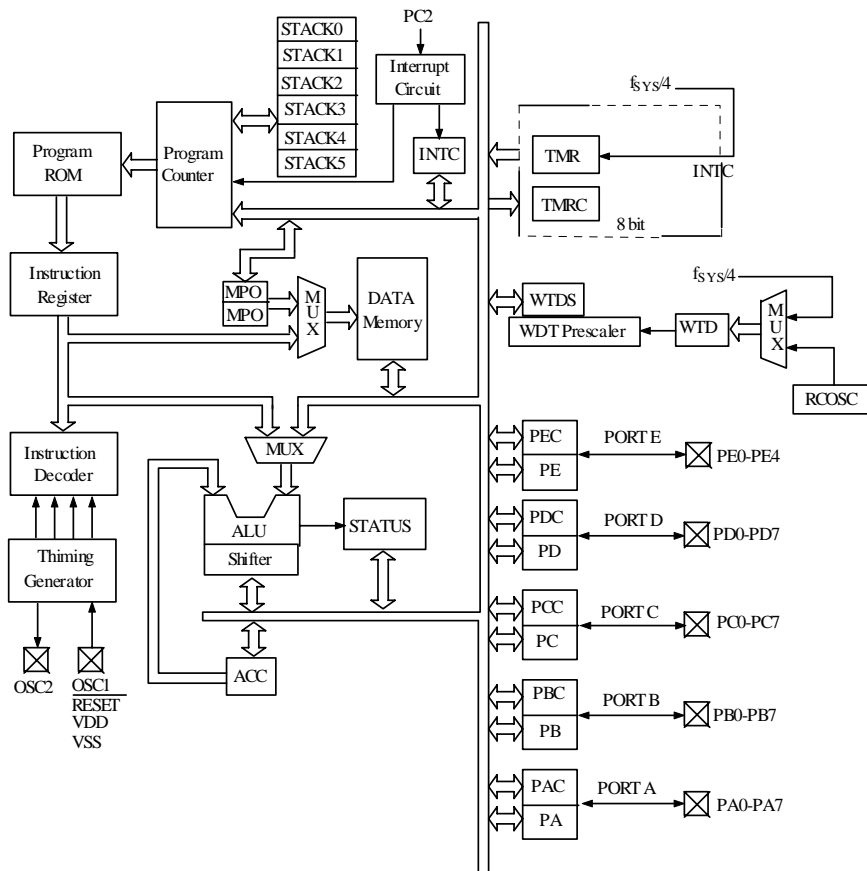 STACK0
STACK1
STACK2
STACK3
STACK4
STACK5
PC2
Interrupt
Circuit
INTC
Program
ROM
Program
Counter
fSYS/4
TMR
INTC
TMRC
8 bit
Instruction
Register
MPO
MPO
MUX
DATA
Memory
fSYS/4
WTDS
WDT Prescaler
WTD
MUX
RCOSC
Instruction
Decoder
MUX
ALU
Shifter
STATUS
Thiming
Generator
ACC
OSC2
OSC1
RESET
VDD
VSS
PEC
PE
PORT E
PE0-PE4
PDC
PD
PORT D
PD0-PD7
PCC
PC
PORT C
PC0-PC7
PBC
PB
PORT B
PB0-PB7
PAC
PA
PORT A
PA0-PA7